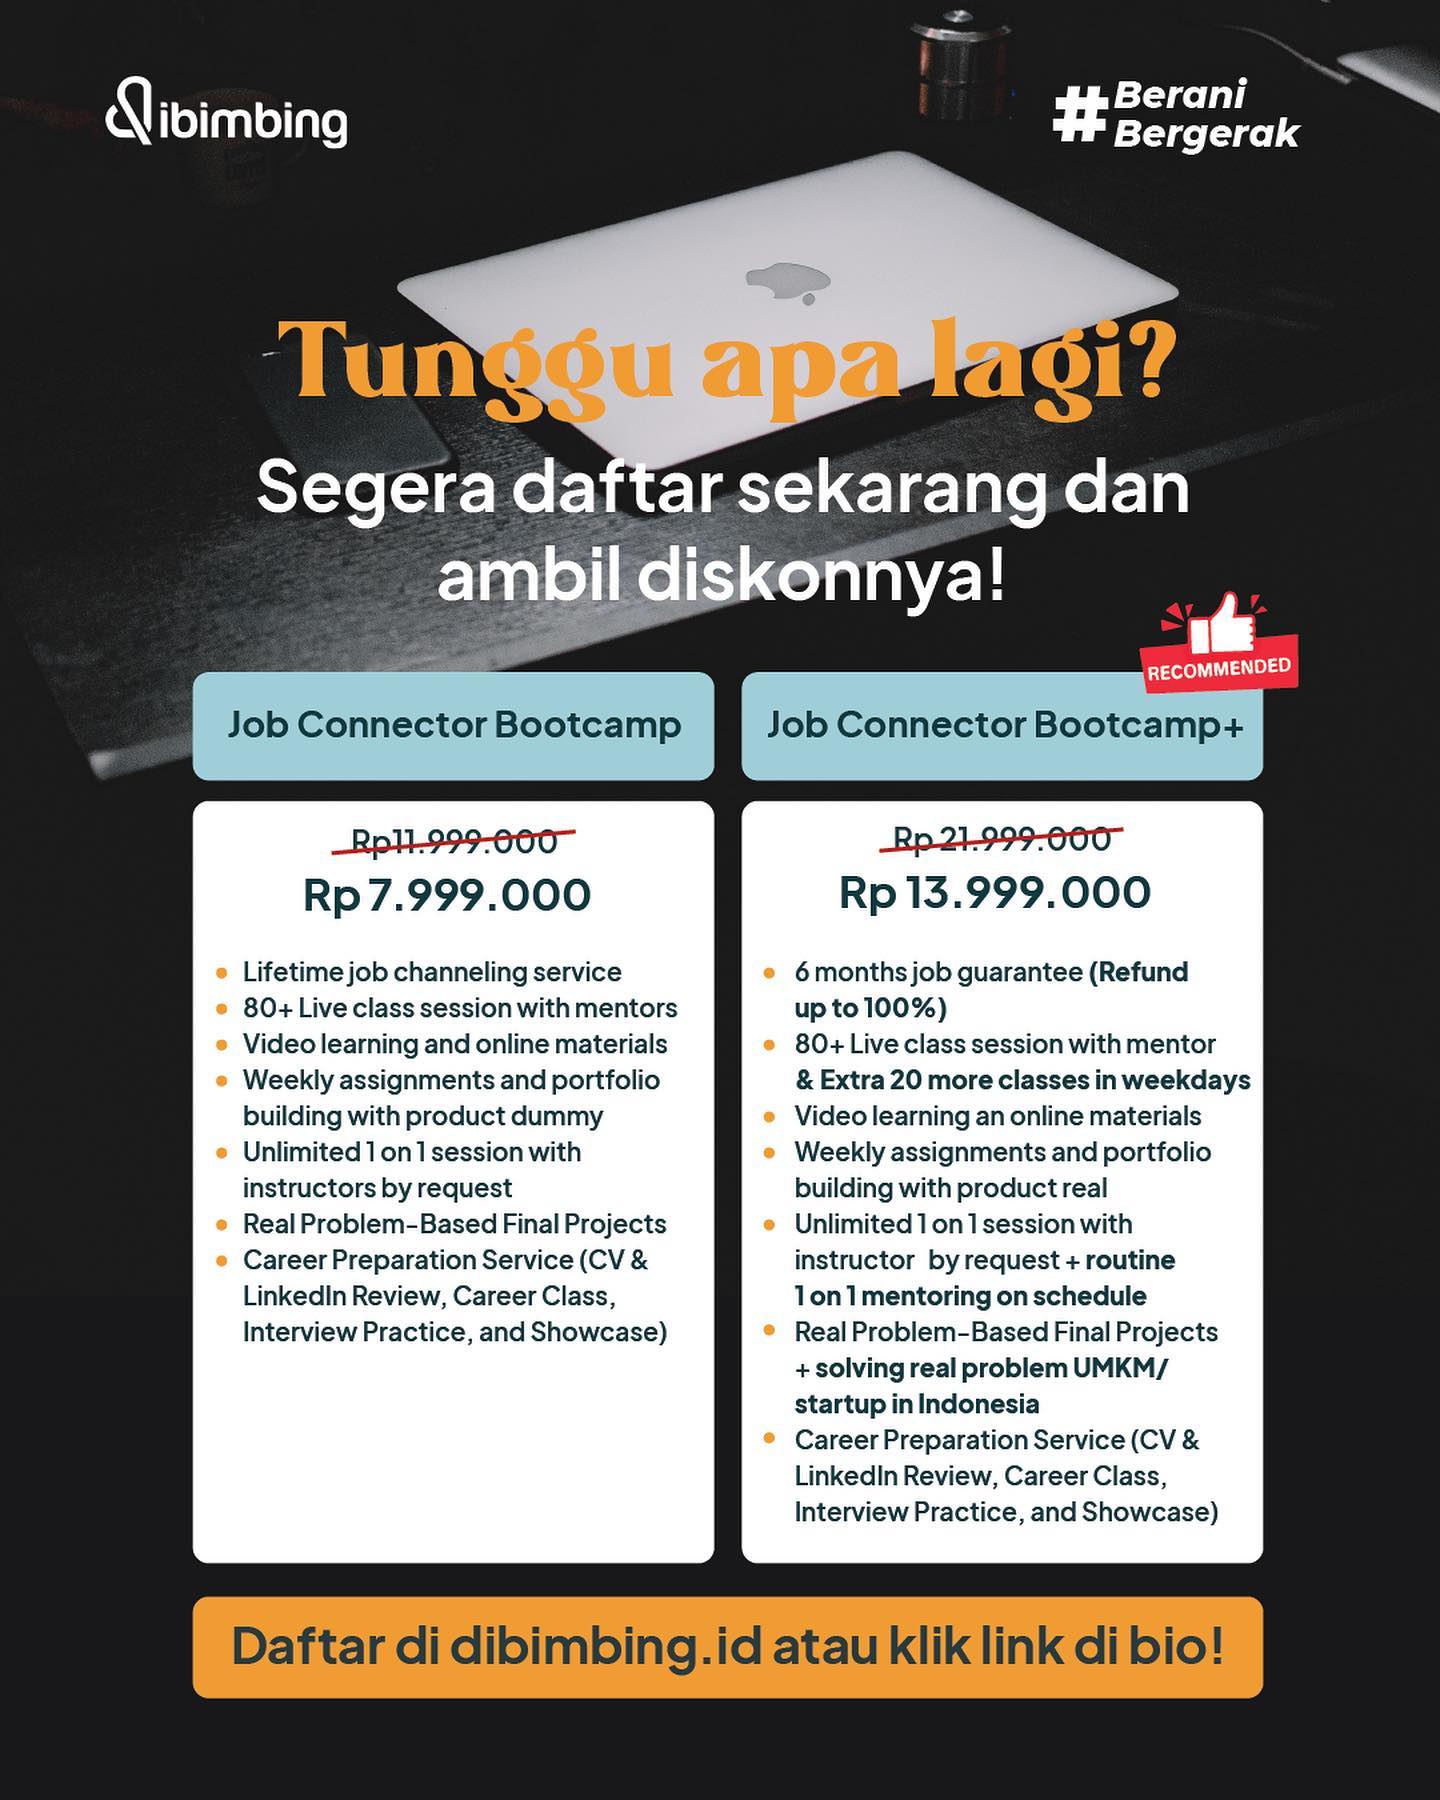 dibimbing
#Berani
Bergerak
Tunggu apa lagi?
Segera daftar sekarang dan
ambil diskonnya!
RECOMMENDED
Job Connector Bootcamp
Rp11.999.000
Rp 7.999.000
Lifetime job channeling service
80+ Live class session with mentors
Video learning and online materials
Weekly assignments and portfolio
building with product dummy
Unlimited 1 on 1 session with
instructors by request
Real Problem-Based Final Projects
Career Preparation Service (CV &
LinkedIn Review, Career Class,
Interview Practice, and Showcase)
Job Connector Bootcamp+
Rp 21.999.000
Rp 13.999.000
6 months job guarantee (Refund
up to 100%)
80+ Live class session with mentor
& Extra 20 more classes in weekdays
Video learning an online materials
Weekly assignments and portfolio
building with product real
Unlimited 1 on 1 session with
instructor by request + routine
1 on 1 mentoring on schedule
Real Problem-Based Final Projects
+ solving real problem UMKM/
startup in Indonesia
Career Preparation Service (CV &
LinkedIn Review, Career Class,
Interview Practice, and Showcase)
Daftar di dibimbing.id atau klik link di bio!